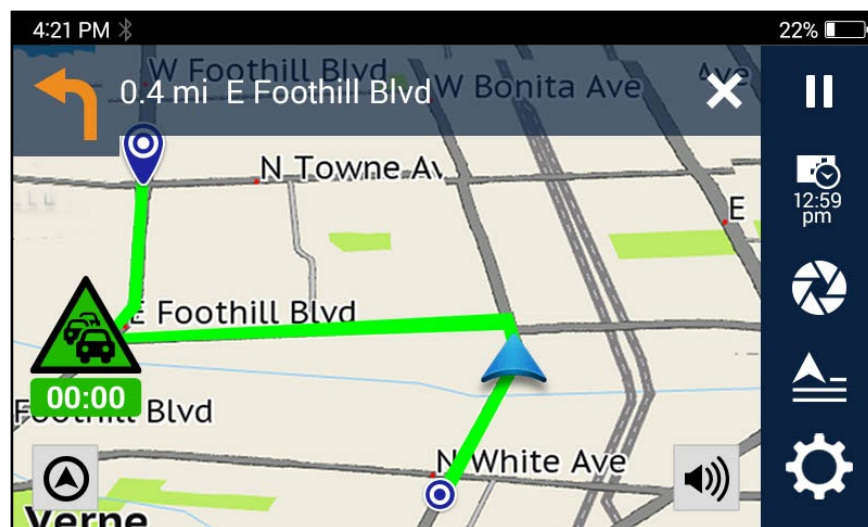 4:21 PM
22%
W Foothill Blvd
0.4 mi E Foothill Blvd
W Bonita Ave
Ave
N Towne Av
12:59
pm
E
E Foothill Blvd
00:00
Foothill Blvd
N White Ave
Verne